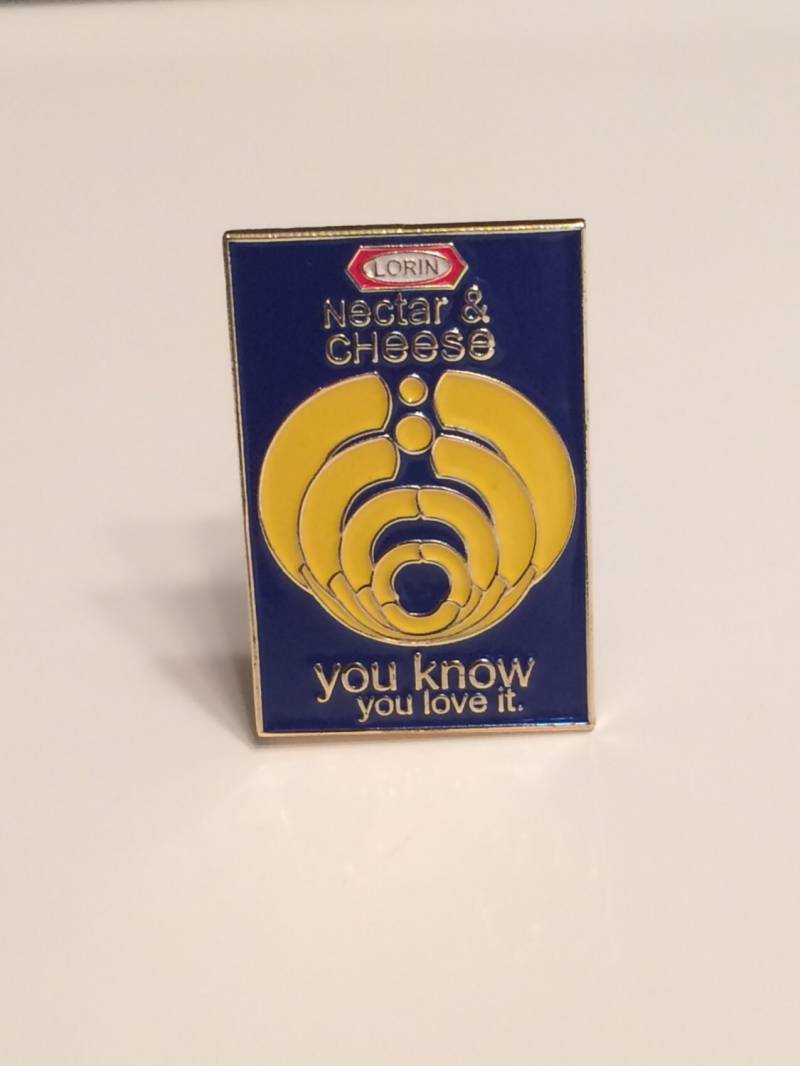 LORIN
Nectar &
CHeese
you know
you love it.